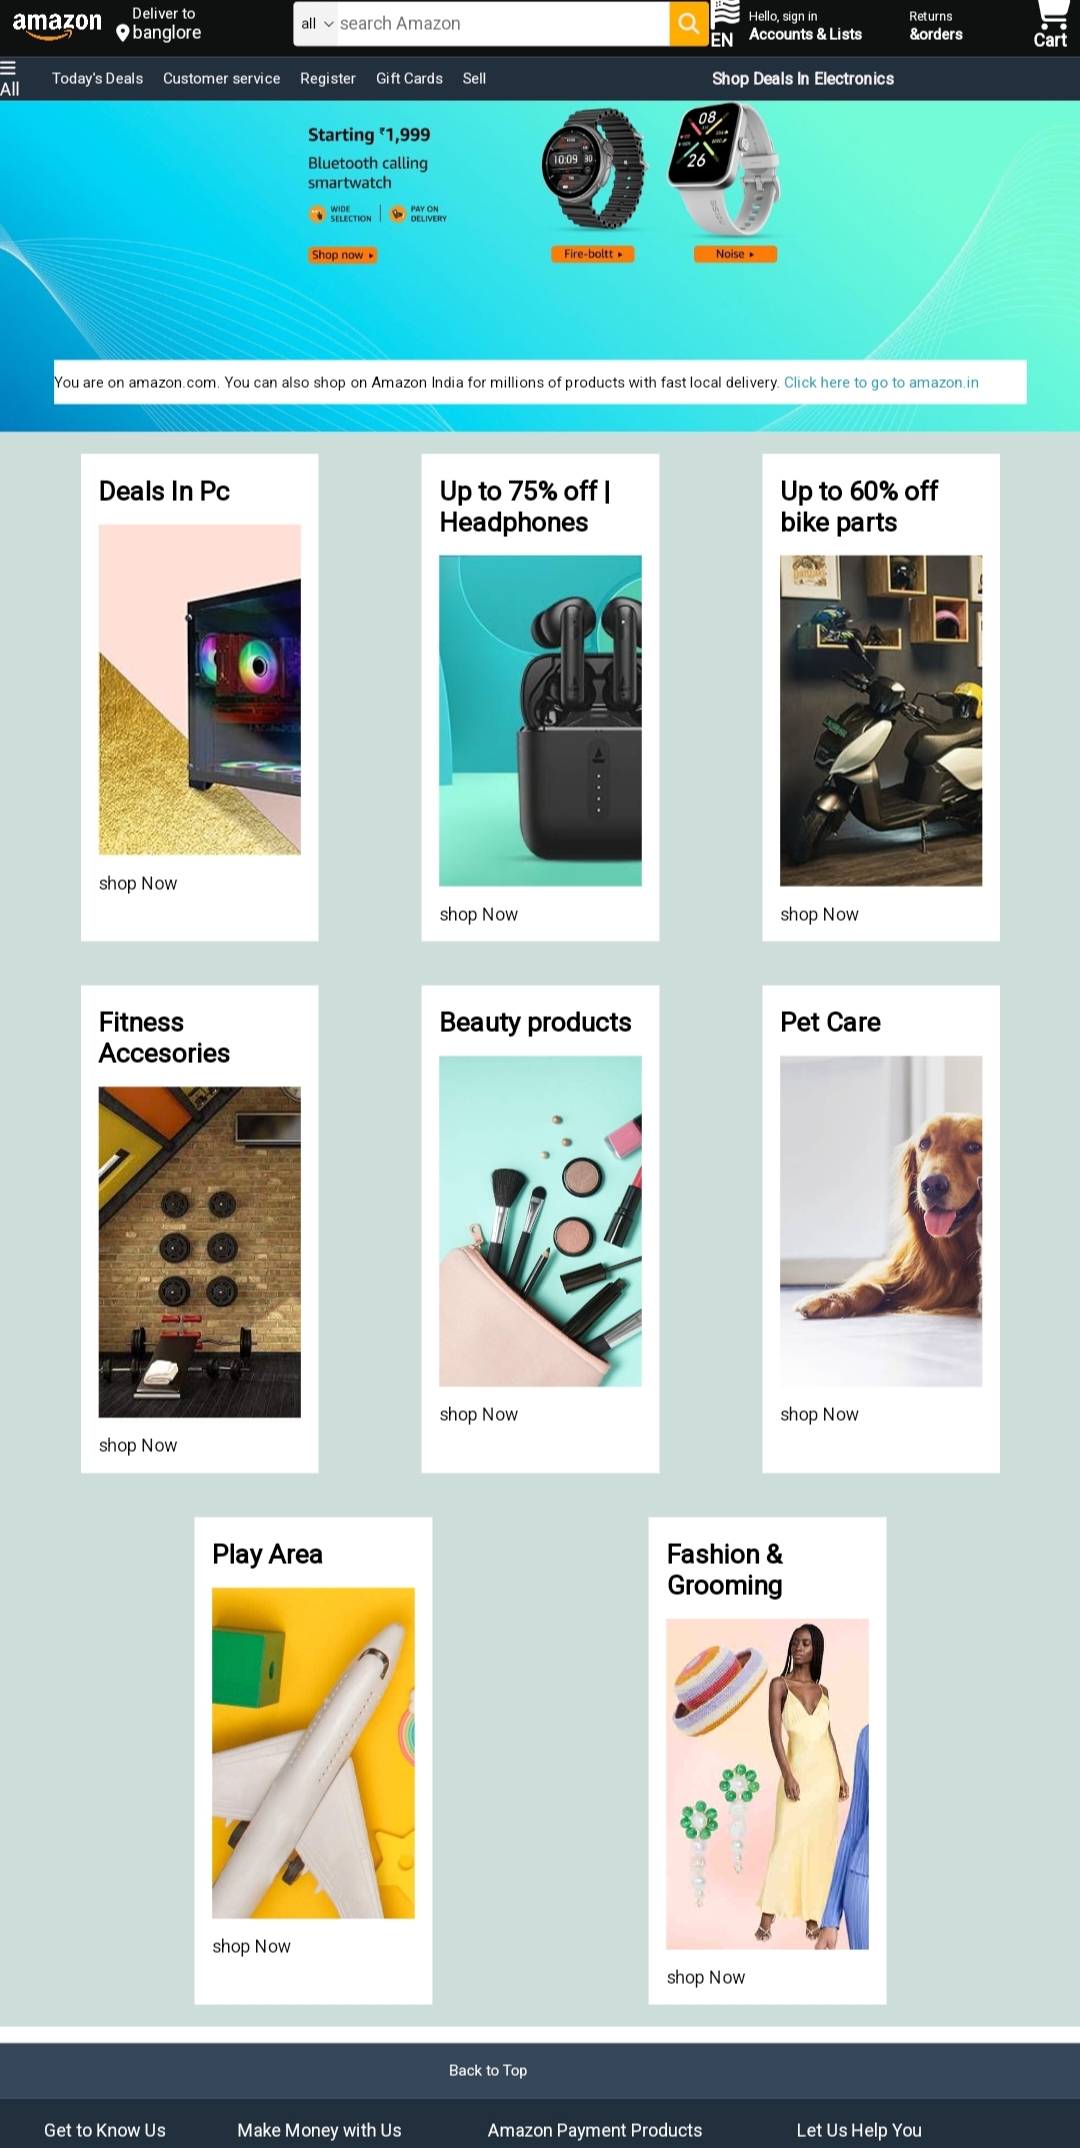 amazon
Deliver to
banglore
all
search Amazon
EN
Hello, sign in
Accounts & Lists
Returns
&orders
Cart
All
Today's Deals
Customer service
Register
Gift Cards
Sell
Shop Deals In Electronics
Starting ₹1,999
Bluetooth calling
smartwatch
WIDE
SELECTION
PAY ON
DELIVERY
Shop now
10:09
30
08
26
NOISE
Fire-boltt
Noise
You are on amazon.com. You can also shop on Amazon India for millions of products with fast local delivery. Click here to go to amazon.in
Deals In Pc
shop Now
Up to 75% off |
Headphones
shop Now
Up to 60% off
bike parts
shop Now
Fitness
Accesories
shop Now
Beauty products
shop Now
Pet Care
shop Now
Play Area
shop Now
Fashion &
Grooming
shop Now
Back to Top
Get to Know Us
Make Money with Us
Amazon Payment Products
Let Us Help You